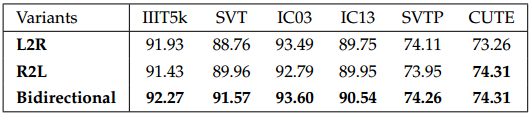 Variants IIIT5k SVT IC03 IC13 SVTP CUTE
L2R 91.93 88.76 93.49 89.75 74.11 73.26
R2L 91.43 89.96 92.79 89.95 73.95 74.31
Bidirectional 92.27 91.57 93.60 90.54 74.26 74.31